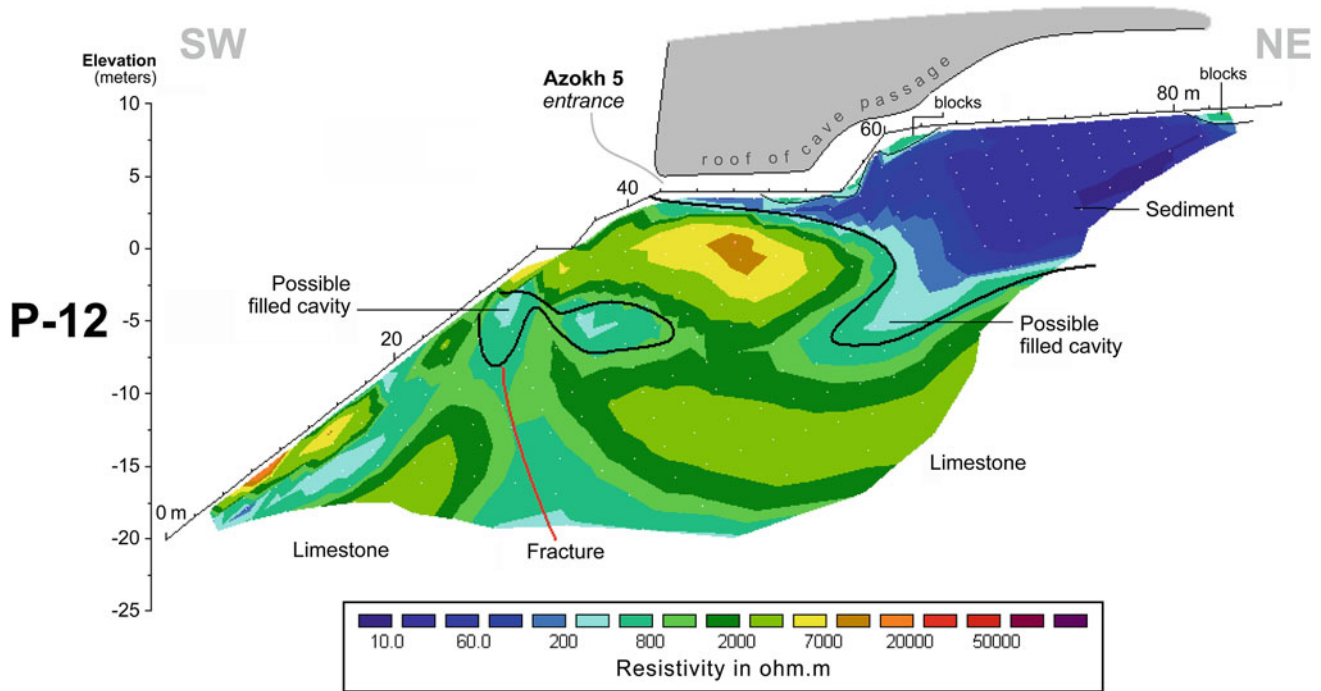 SW
NE
Elevation
(meters)
Azokh 5
entrance
roof of cave passage
blocks
blocks
80 m
60
40
20
0 m
10
5
0
-5
-10
-15
-20
-25
P-12
Sediment
Possible
filled cavity
Possible
filled cavity
Limestone
Limestone
Fracture
10.0 60.0 200 800 2000 7000 20000 50000
Resistivity in ohm.m